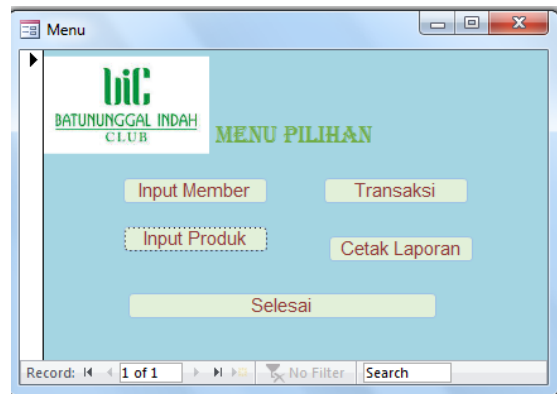 Menu
biC
BATUNUNGGAL INDAH
CLUB
MENU PILIHAN
Input Member
Transaksi
Input Produk
Cetak Laporan
Selesai
Record: 1 of 1 No Filter Search